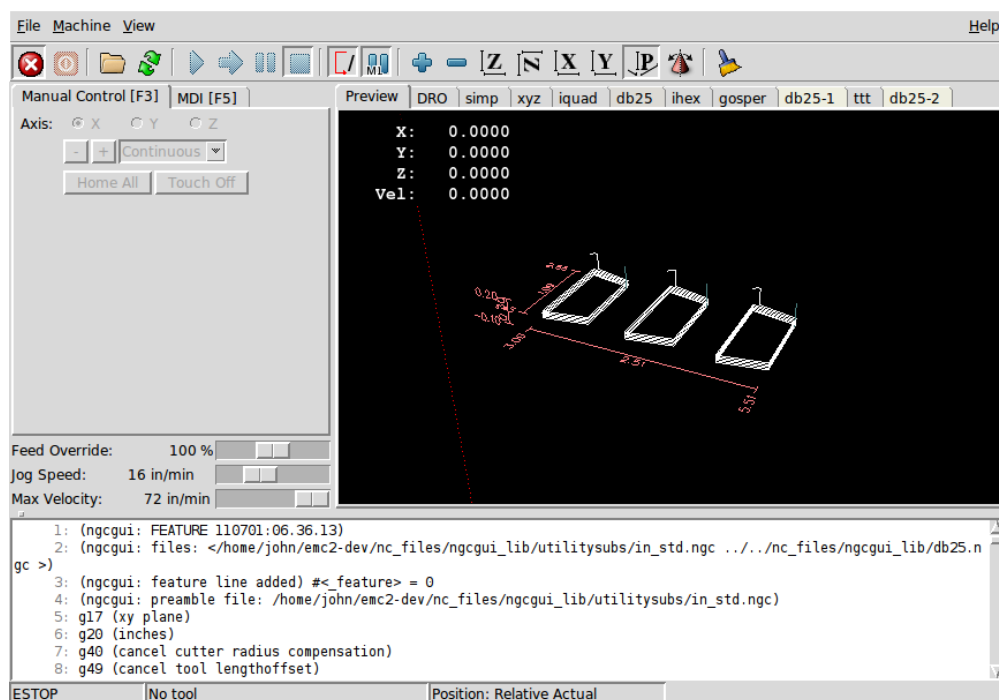 File Machine View Help
Z N X Y P
Manual Control [F3] MDI [F5]
Preview DRO simp xyz iquad db25 ihex gosper db25-1 ttt db25-2
Axis: X Y Z
- + Continuous
Home All Touch Off
X: 0.0000
Y: 0.0000
Z: 0.0000
Vel: 0.0000
0.20
-0.10
3.00
2.51
5.51
Feed Override: 100 %
Jog Speed: 16 in/min
Max Velocity: 72 in/min
1: (ngcgui: FEATURE 110701:06.36.13)
2: (ngcgui: files: </home/john/emc2-dev/nc_files/ngcgui_lib/utilitysubs/in_std.ngc ../../nc_files/ngcgui_lib/db25.n
gc >)
3: (ngcgui: feature line added) #<_feature> = 0
4: (ngcgui: preamble file: /home/john/emc2-dev/nc_files/ngcgui_lib/utilitysubs/in_std.ngc)
5: g17 (xy plane)
6: g20 (inches)
7: g40 (cancel cutter radius compensation)
8: g49 (cancel tool lengthoffset)
ESTOP No tool Position: Relative Actual